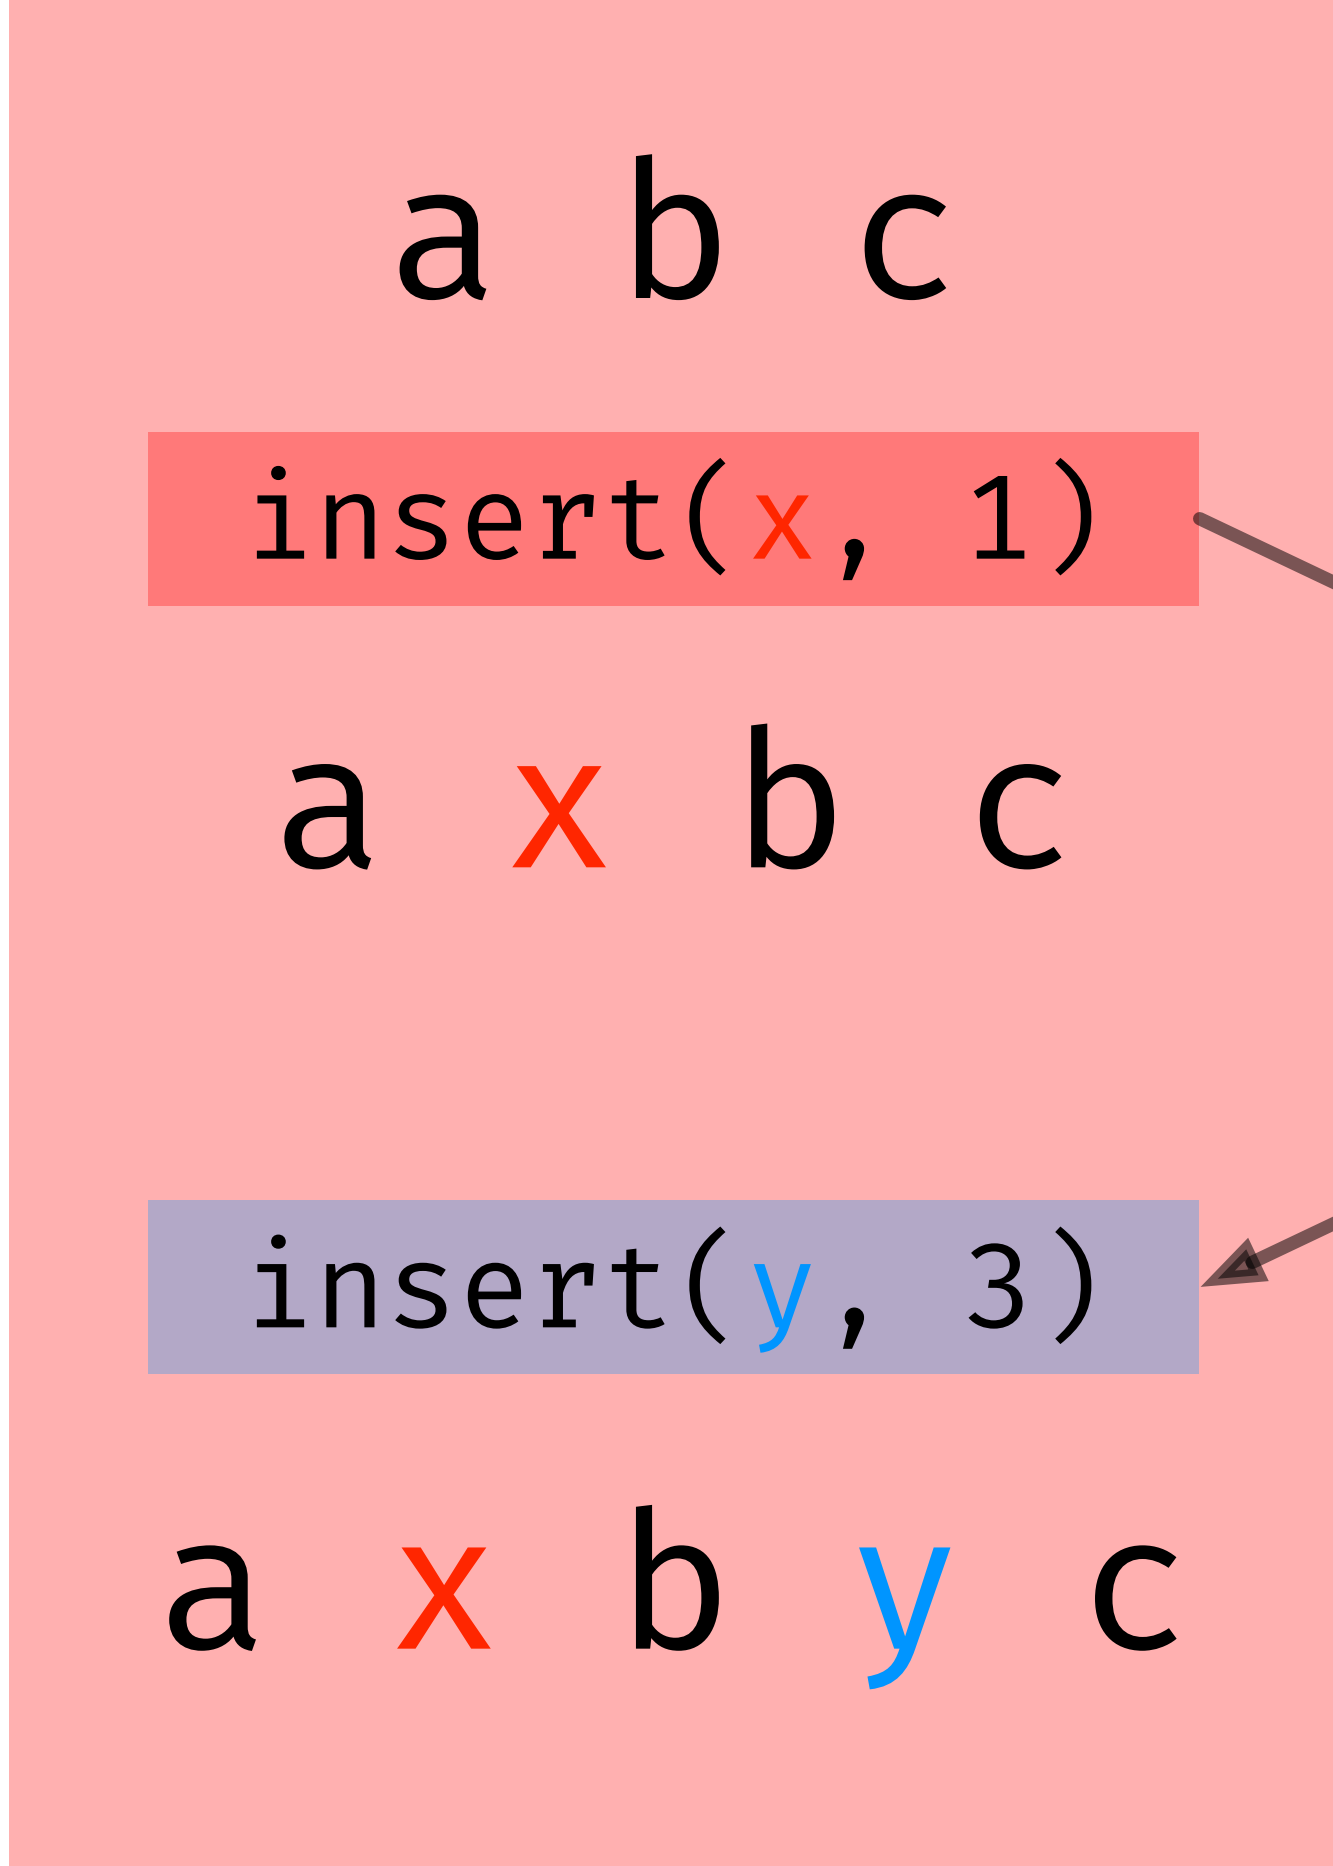 a b c
insert(x, 1)
a x b c
insert(y, 3)
a x b y c